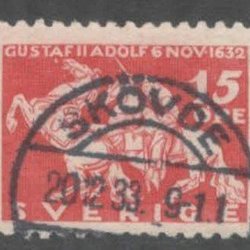 GUSTAF II ADOLF 6 NOV. 1632
15
ÖRE
SKÖVDE
20 12 33. 9-11
SVERIGE